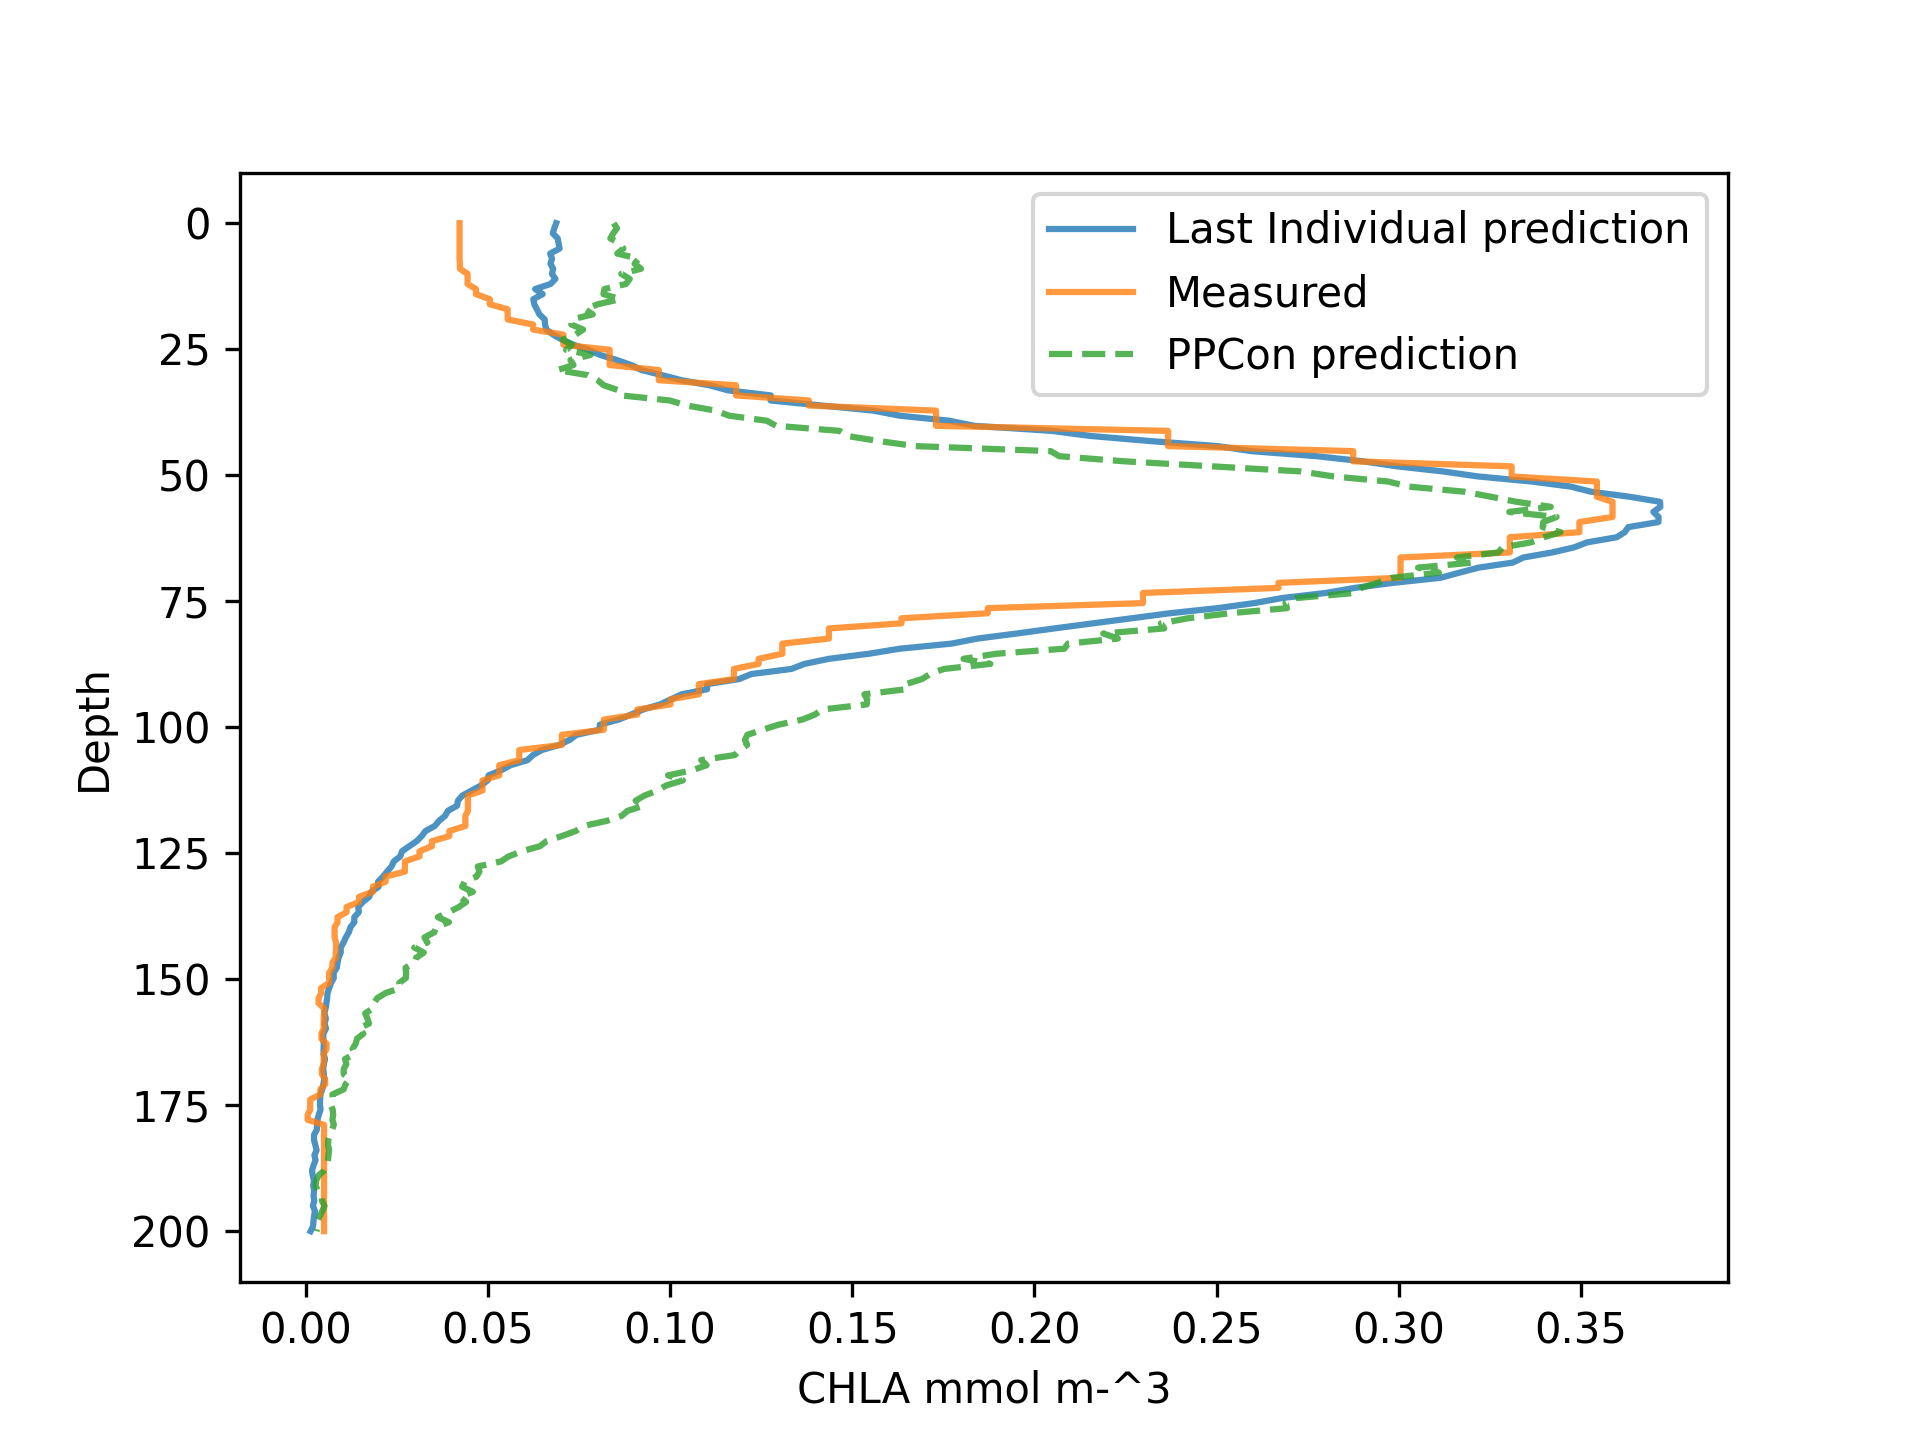 Last Individual prediction
Measured
PPCon prediction
0
25
50
75
100
125
150
175
200
Depth
0.00 0.05 0.10 0.15 0.20 0.25 0.30 0.35
CHLA mmol m-^3